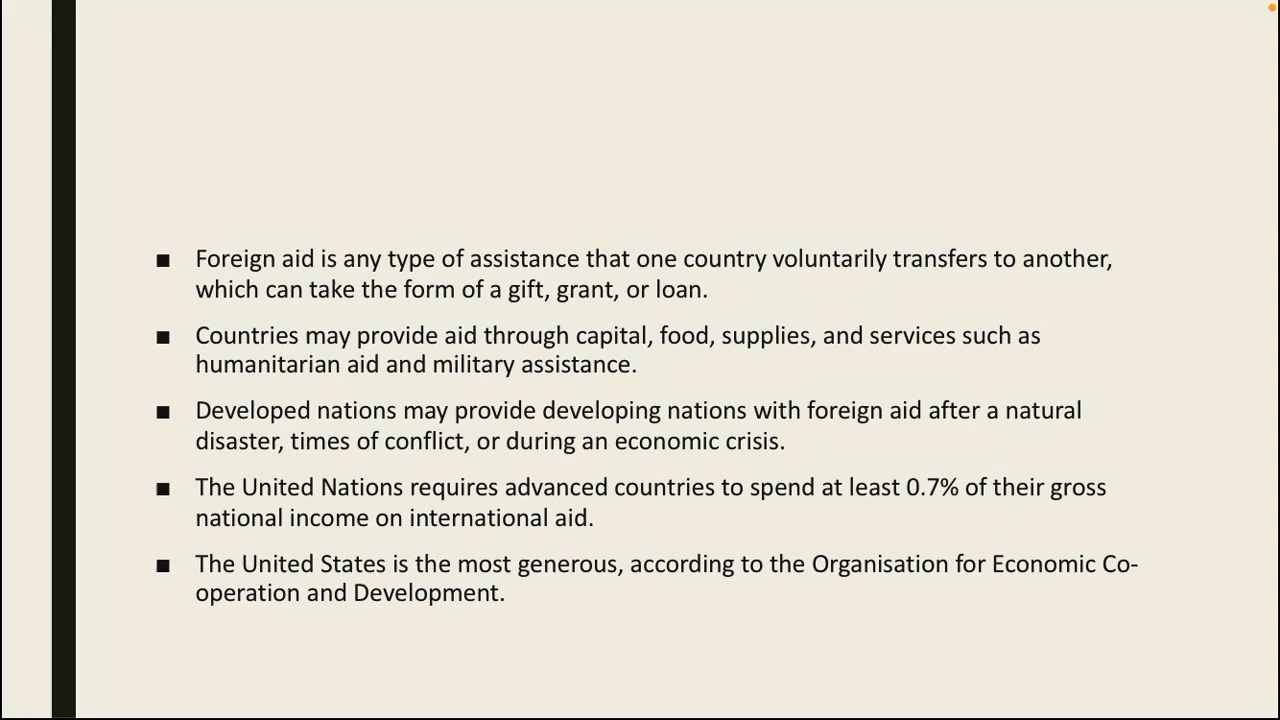 ▪ Foreign aid is any type of assistance that one country voluntarily transfers to another,
which can take the form of a gift, grant, or loan.
▪ Countries may provide aid through capital, food, supplies, and services such as
humanitarian aid and military assistance.
▪ Developed nations may provide developing nations with foreign aid after a natural
disaster, times of conflict, or during an economic crisis.
▪ The United Nations requires advanced countries to spend at least 0.7% of their gross
national income on international aid.
▪ The United States is the most generous, according to the Organisation for Economic Co-
operation and Development.